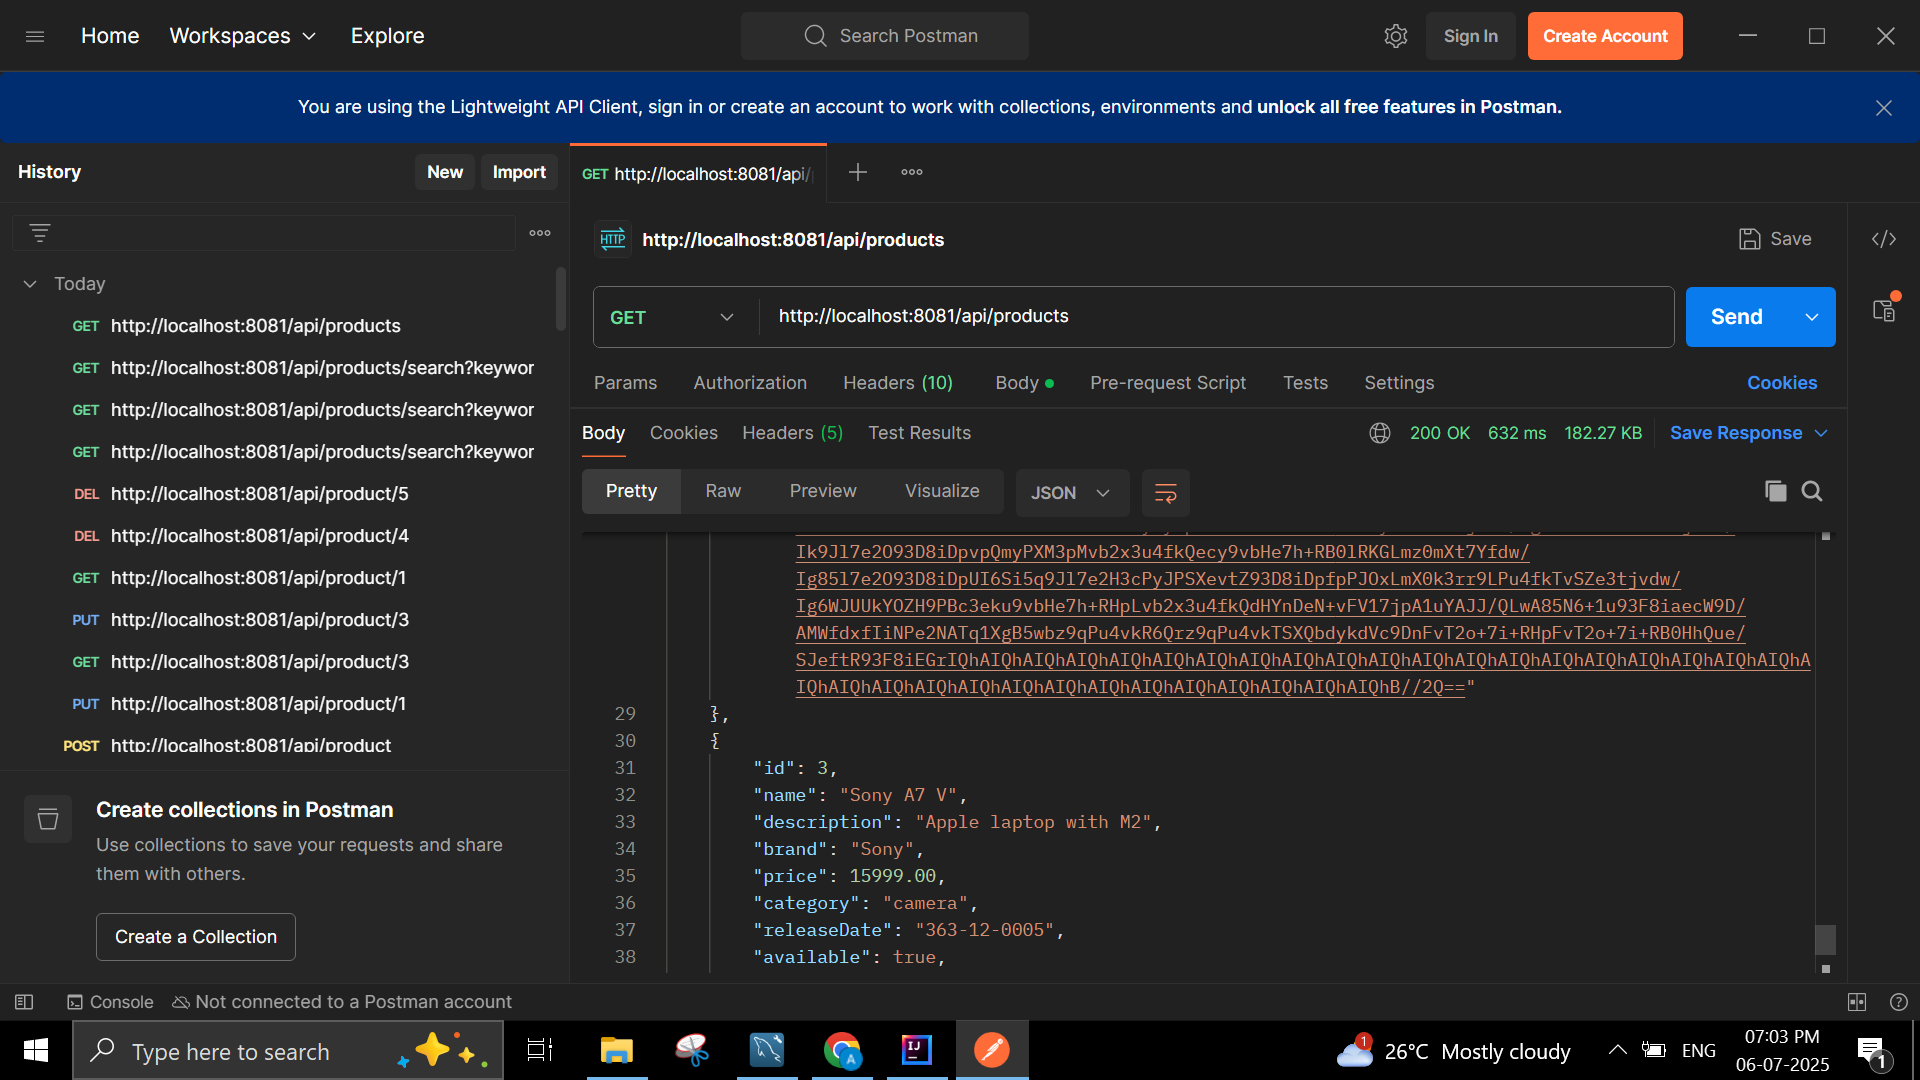 Home
Workspaces
Explore
Search Postman
Sign In
Create Account
You are using the Lightweight API Client, sign in or create an account to work with collections, environments and unlock all free features in Postman.
History
New
Import
GET http://localhost:8081/api/
HTTP http://localhost:8081/api/products
Save
Today
GET http://localhost:8081/api/products
GET http://localhost:8081/api/products/search?keywor
GET http://localhost:8081/api/products/search?keywor
GET http://localhost:8081/api/products/search?keywor
DEL http://localhost:8081/api/product/5
DEL http://localhost:8081/api/product/4
GET http://localhost:8081/api/product/1
PUT http://localhost:8081/api/product/3
GET http://localhost:8081/api/product/3
PUT http://localhost:8081/api/product/1
POST http://localhost:8081/api/product
Create collections in Postman
Use collections to save your requests and share
them with others.
Create a Collection
GET http://localhost:8081/api/products
Send
Params Authorization Headers (10) Body Pre-request Script Tests Settings Cookies
Body Cookies Headers (5) Test Results 200 OK 632 ms 182.27 KB Save Response
Pretty Raw Preview Visualize JSON
Ik9Jl7e2O93D8iDpvpQmyPXM3pMvb2x3u4fkQecy9vbHe7h+RB0lRKGLmz0mXt7Yfdw/
Ig85l7e2O93D8iDpUI6Si5q9Jl7e2H3cPyJPSXevtZ93D8iDpfpPJOxLmX0k3rr9LPu4fkTvSZe3tjvdw/
Ig6WJUUkYOZH9PBc3eku9vbHe7h+RHpLvb2x3u4fkQdHYnDeN+vFV17jpA1uYAJJ/QLwA85N6+1u93F8iaecW9D/
AMWfdxfIiNPe2NATq1XgB5wbz9qPu4vkR6Qrz9qPu4vkTSXQbdykdVc9DnFvT2o+7i+RHpFvT2o+7i+RB0HhQue/
SJeftR93F8iEGrIQhAIQhAIQhAIQhAIQhAIQhAIQhAIQhAIQhAIQhAIQhAIQhAIQhAIQhAIQhAIQhAIQhAIQhAIQhA
IQhAIQhAIQhAIQhAIQhAIQhAIQhAIQhAIQhAIQhAIQhAIQhAIQhAIQhB//2Q=="
29 },
30 {
31 "id": 3,
32 "name": "Sony A7 V",
33 "description": "Apple laptop with M2",
34 "brand": "Sony",
35 "price": 15999.00,
36 "category": "camera",
37 "releaseDate": "363-12-0005",
38 "available": true,
Console
Not connected to a Postman account
Type here to search
A
IJ
1
26°C Mostly cloudy
ENG
07:03 PM
06-07-2025
1